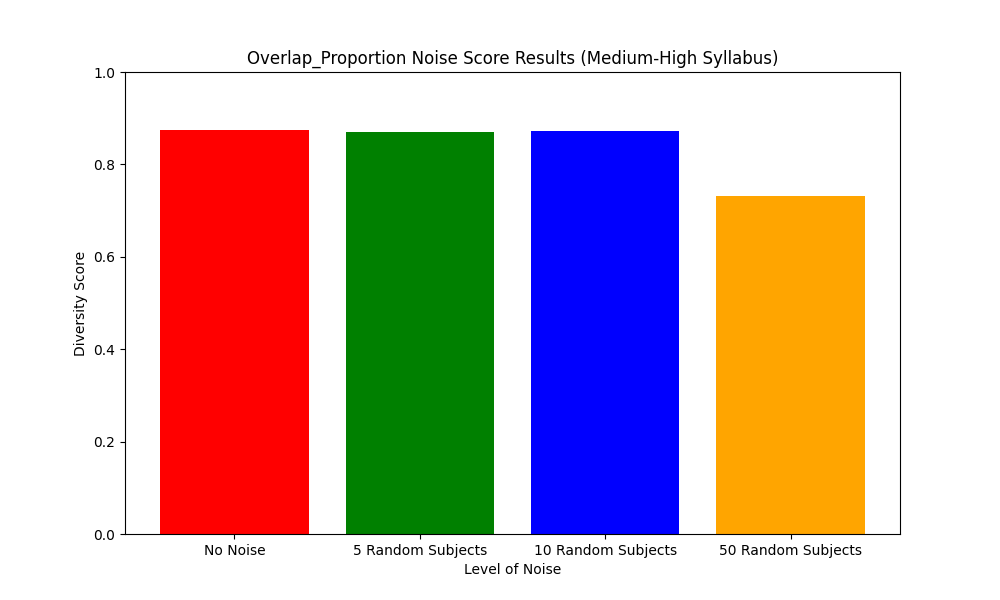 Overlap_Proportion Noise Score Results (Medium-High Syllabus)
1.0
0.8
0.6
0.4
0.2
0.0
Diversity Score
No Noise
5 Random Subjects
10 Random Subjects
50 Random Subjects
Level of Noise